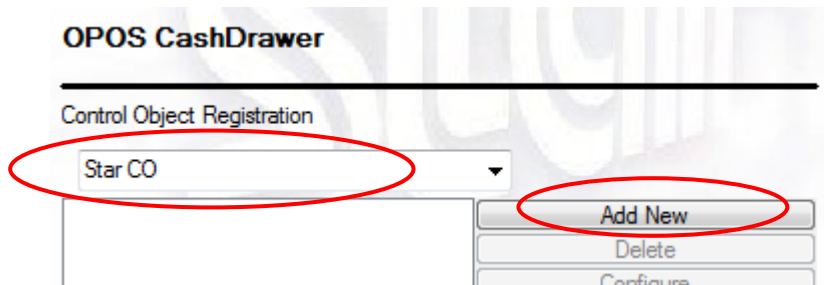 OPOS CashDrawer
Control Object Registration
Star CO
Add New
Delete
Configure